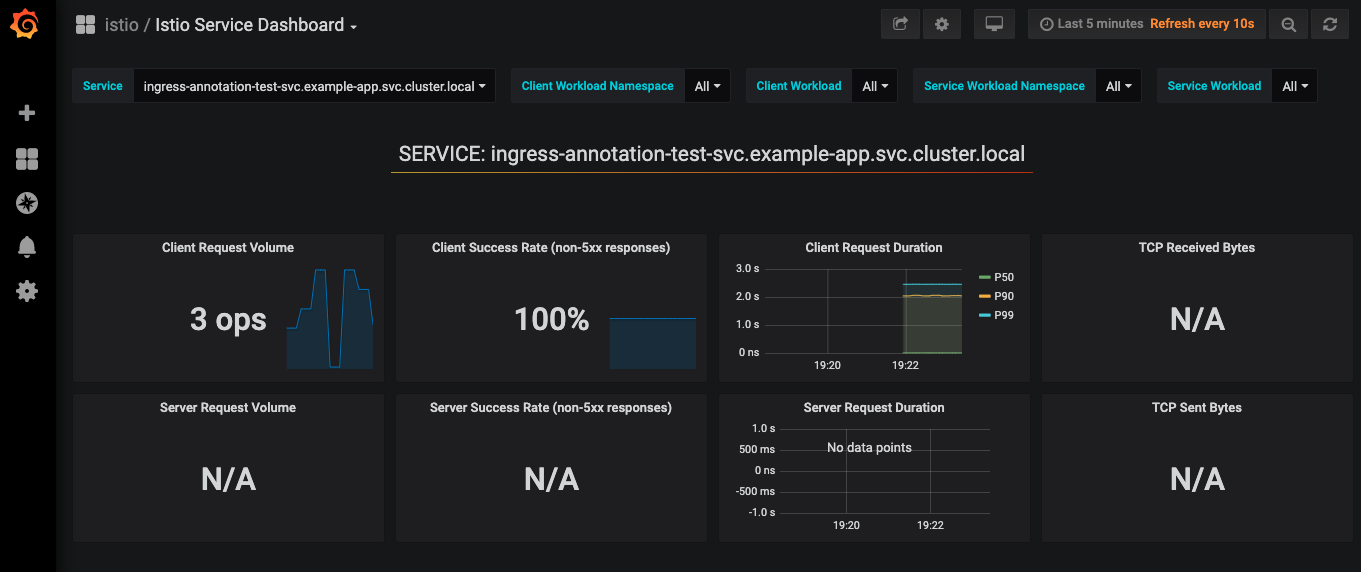 istio / Istio Service Dashboard
Last 5 minutes Refresh every 10s
Service ingress-annotation-test-svc.example-app.svc.cluster.local Client Workload Namespace All Client Workload All Service Workload Namespace All Service Workload All
SERVICE: ingress-annotation-test-svc.example-app.svc.cluster.local
Client Request Volume
3 ops
Client Success Rate (non-5xx responses)
100%
Client Request Duration
3.0 s
2.0 s
1.0 s
0 ns
19:20 19:22
P50
P90
P99
TCP Received Bytes
N/A
Server Request Volume
N/A
Server Success Rate (non-5xx responses)
N/A
Server Request Duration
1.0 s
500 ms
0 ns
-500 ms
-1.0 s
No data points
19:20 19:22
TCP Sent Bytes
N/A